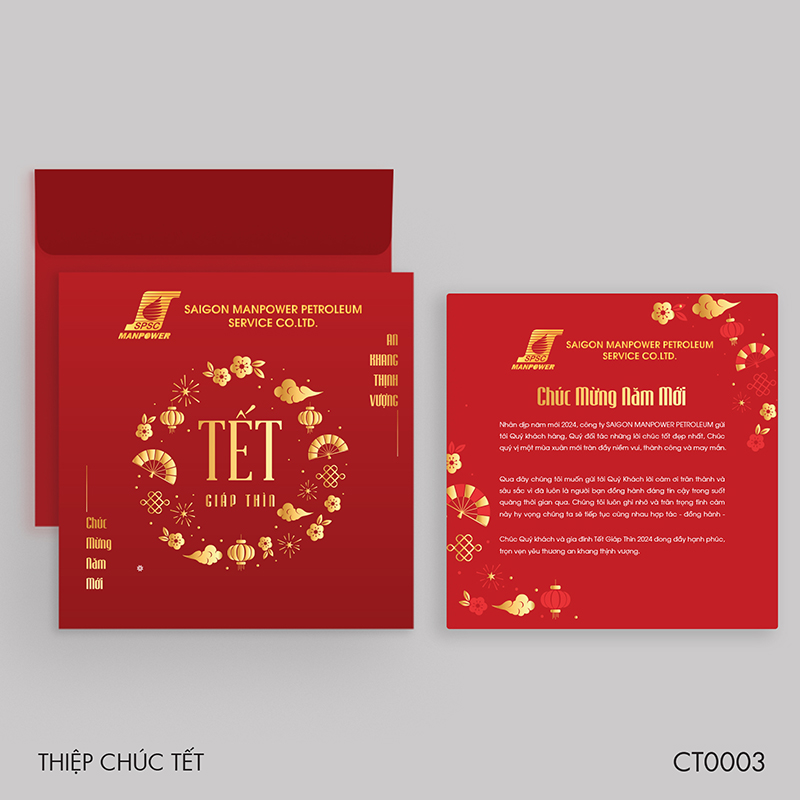 SPSC
MANPOWER
SAIGON MANPOWER PETROLEUM
SERVICE CO.LTD.
AN
KHANG
THỊNH
VƯỢNG
TẾT
GIÁP THÌN
Chúc
Mừng
Năm
Mới
SPSC
MANPOWER
SAIGON MANPOWER PETROLEUM
SERVICE CO.LTD.
Chúc Mừng Năm Mới
Nhân dịp năm mới 2024, công ty SAIGON MANPOWER PETROLEUM gửi
tới Quý khách hàng, Quý đối tác những lời chúc tốt đẹp nhất, Chúc
quý vị một mùa xuân mới tràn đầy niềm vui, thành công và may mắn.
Qua đây chúng tôi muốn gửi tới Quý Khách lời cảm ơn trân thành và
sâu sắc vì đã luôn là người bạn đồng hành đáng tin cậy trong suốt
quãng thời gian qua. Chúng tôi luôn ghi nhớ và trân trọng tình cảm
này hy vọng chúng ta sẽ tiếp tục cùng nhau hợp tác - đồng hành -
Chúc Quý khách và gia đình Tết Giáp Thìn 2024 đong đầy hạnh phúc,
trọn vẹn yêu thương an khang thịnh vượng.
THIỆP CHÚC TẾT
CT0003